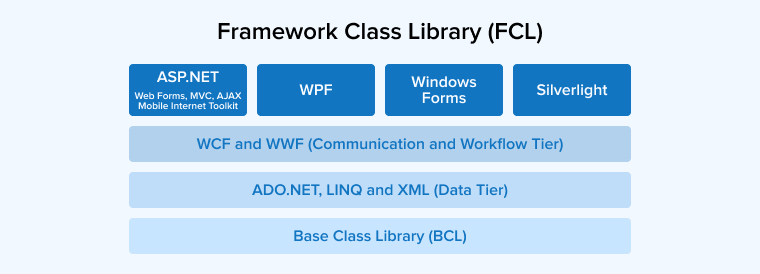 Framework Class Library (FCL)
ASP.NET
Web Forms, MVC, AJAX
Mobile Internet Toolkit
WPF
Windows
Forms
Silverlight
WCF and WWF (Communication and Workflow Tier)
ADO.NET, LINQ and XML (Data Tier)
Base Class Library (BCL)